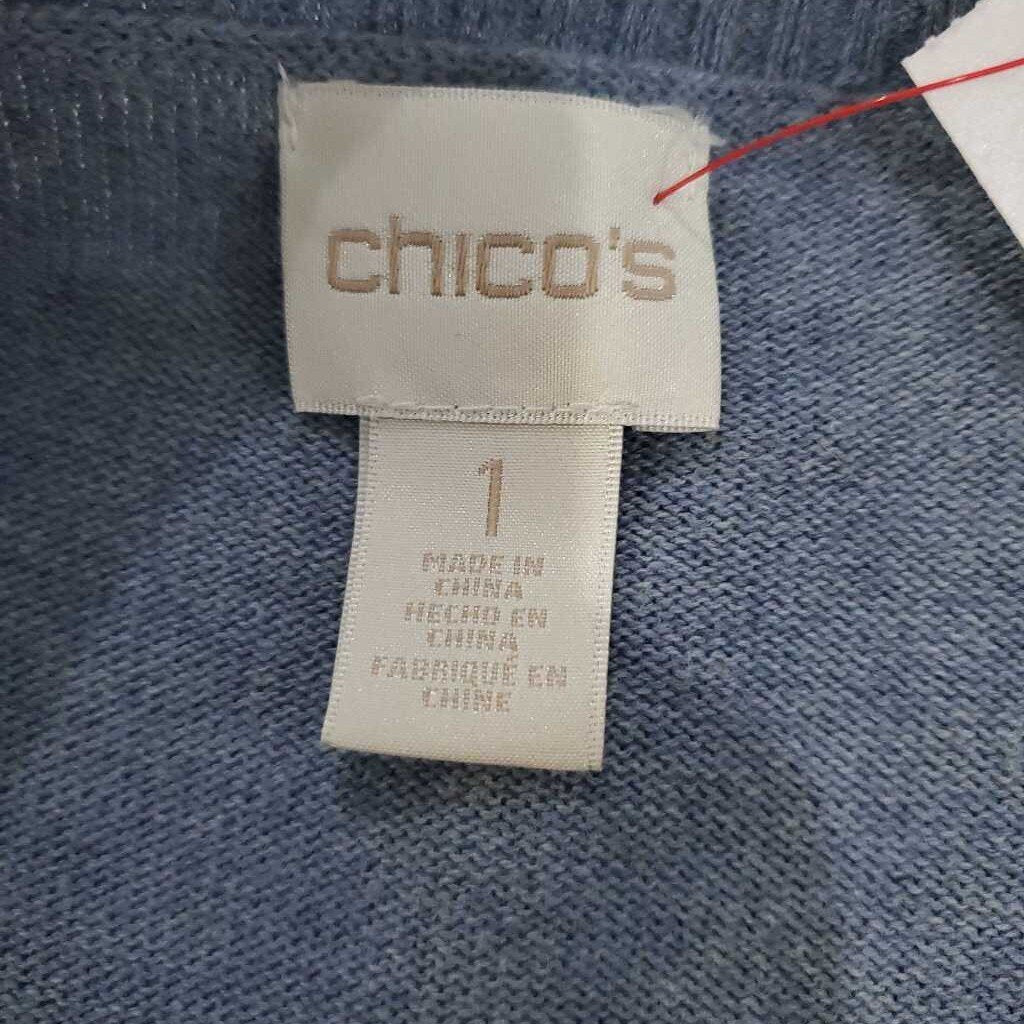 chico's
1
MADE IN
CHINA
HECHO EN
CHINA
FABRIQUÉ EN
CHINE